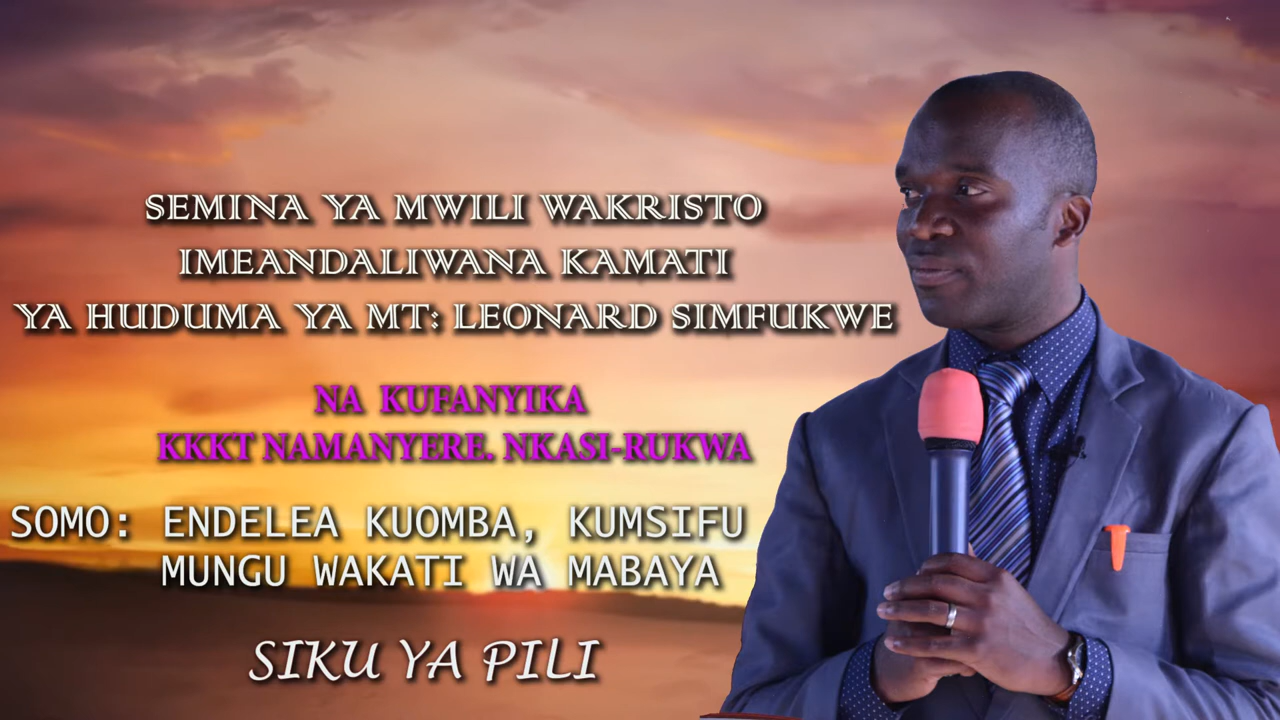 SEMINA YA MWILI WAKRISTO
IMEANDALIWANA KAMATI
YA HUDUMA YA MT: LEONARD SIMFUKWE
NA KUFANYIKA
KKKT NAMANYERE. NKASI-RUKWA
SOMO: ENDELEA KUOMBA, KUMSIFU
MUNGU WAKATI WA MABAYA
SIKU YA PILI